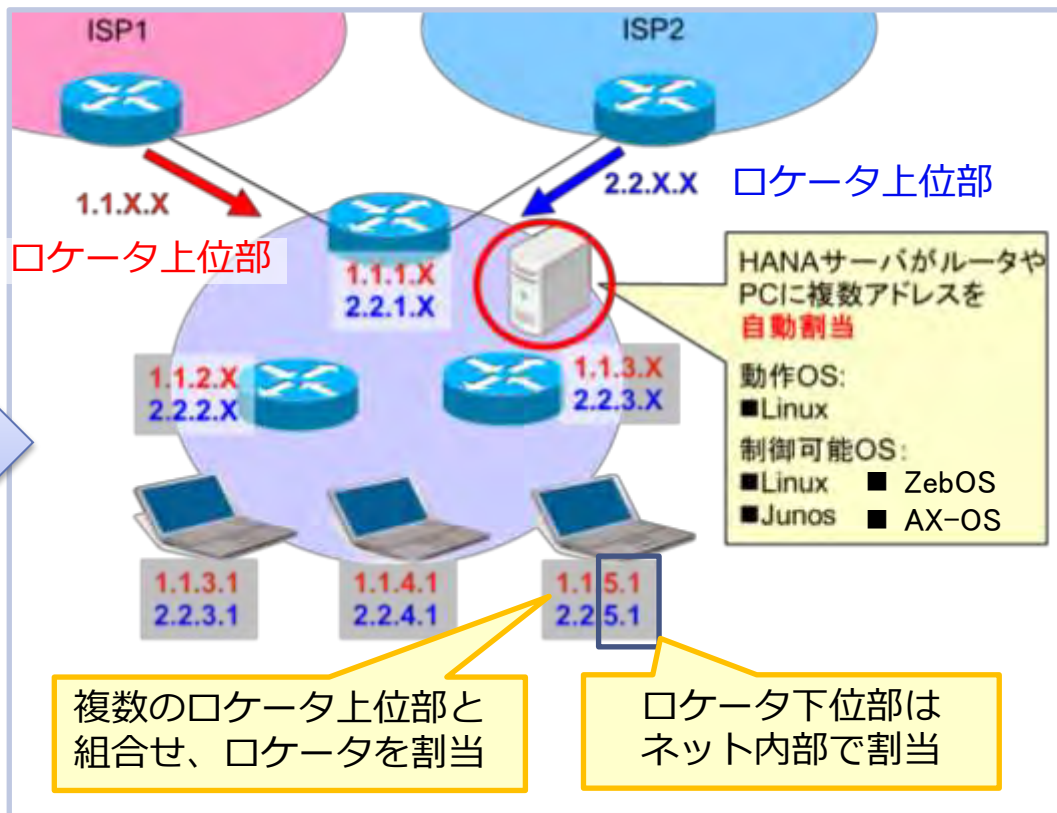 ISP1
ISP2
1.1.X.X
2.2.X.X
ロケータ上位部
ロケータ上位部
1.1.1.X
2.2.1.X
HANAサーバがルータや
PCに複数アドレスを
自動割当
動作OS:
■Linux
制御可能OS:
■Linux ■ ZebOS
■Junos ■ AX-OS
1.1.2.X
2.2.2.X
1.1.3.X
2.2.3.X
1.1.3.1
2.2.3.1
1.1.4.1
2.2.4.1
1.1.5.1
2.2.5.1
複数のロケータ上位部と
組合せ、ロケータを割当
ロケータ下位部は
ネット内部で割当